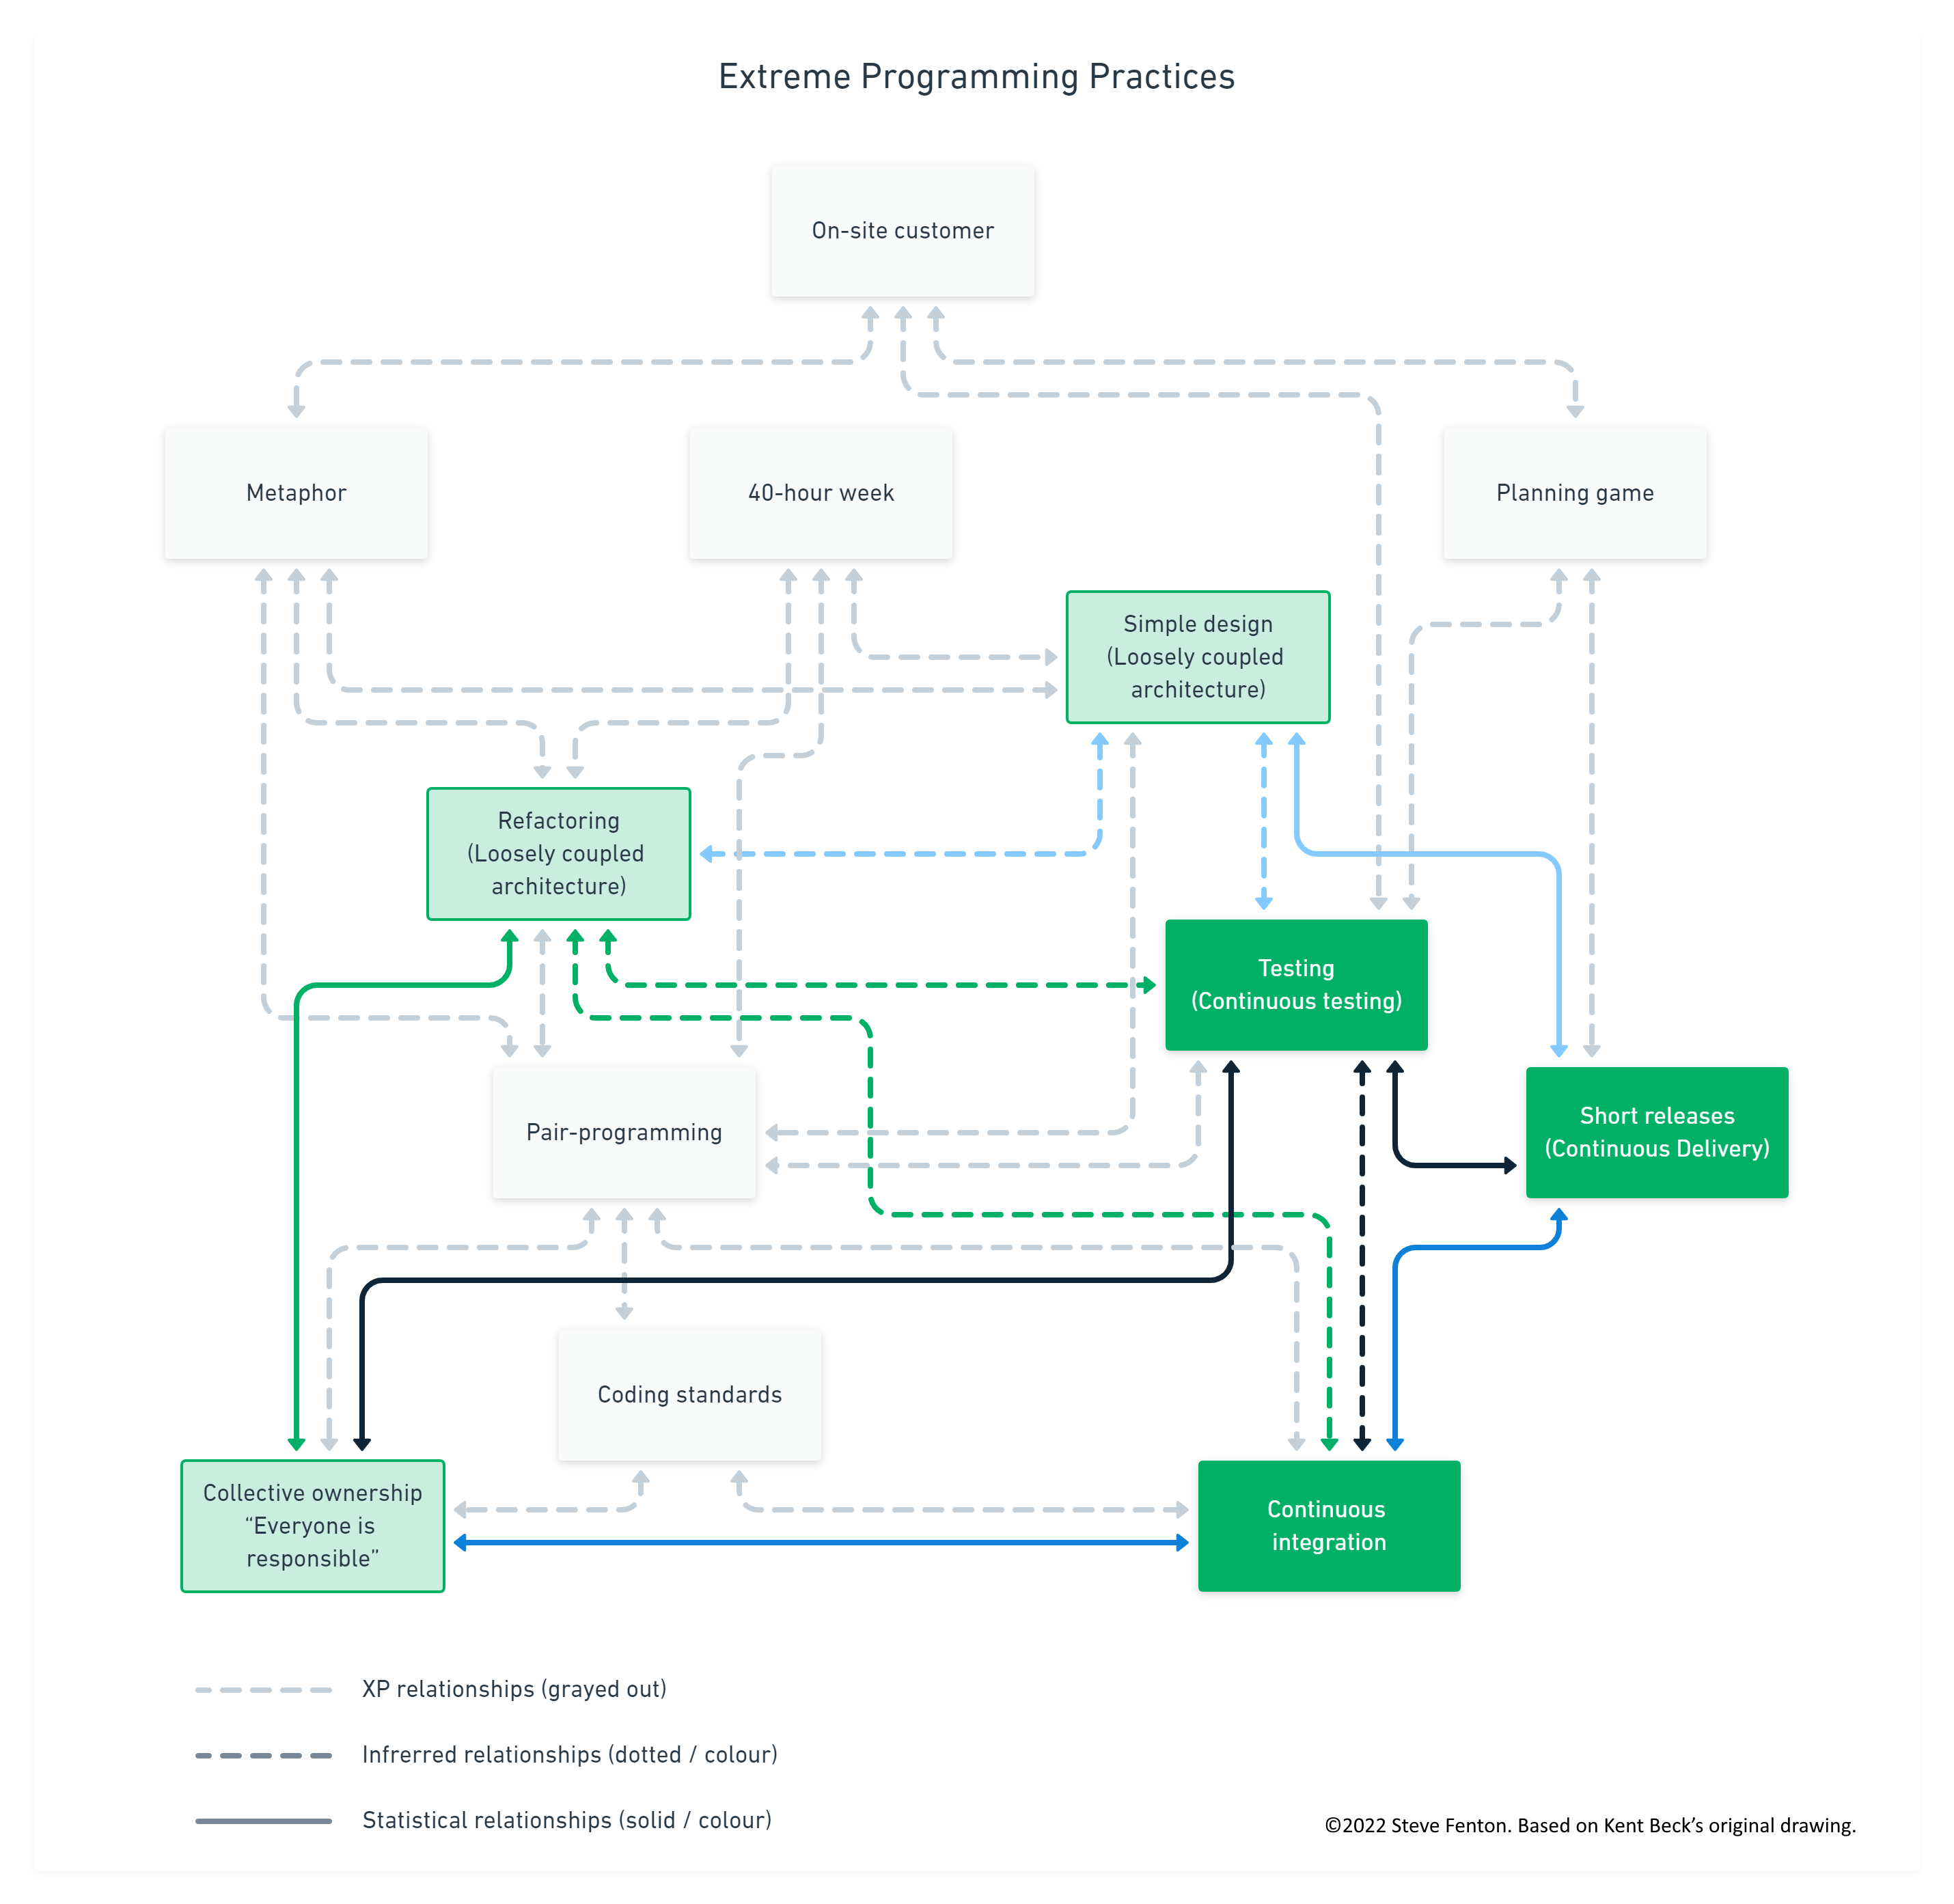 Extreme Programming Practices
On-site customer
Metaphor
40-hour week
Planning game
Simple design
(Loosely coupled
architecture)
Refactoring
(Loosely coupled
architecture)
Testing
(Continuous testing)
Pair-programming
Short releases
(Continuous Delivery)
Coding standards
Collective ownership
“Everyone is
responsible”
Continuous
integration
XP relationships (grayed out)
Infrerred relationships (dotted / colour)
Statistical relationships (solid / colour)
©2022 Steve Fenton. Based on Kent Beck’s original drawing.